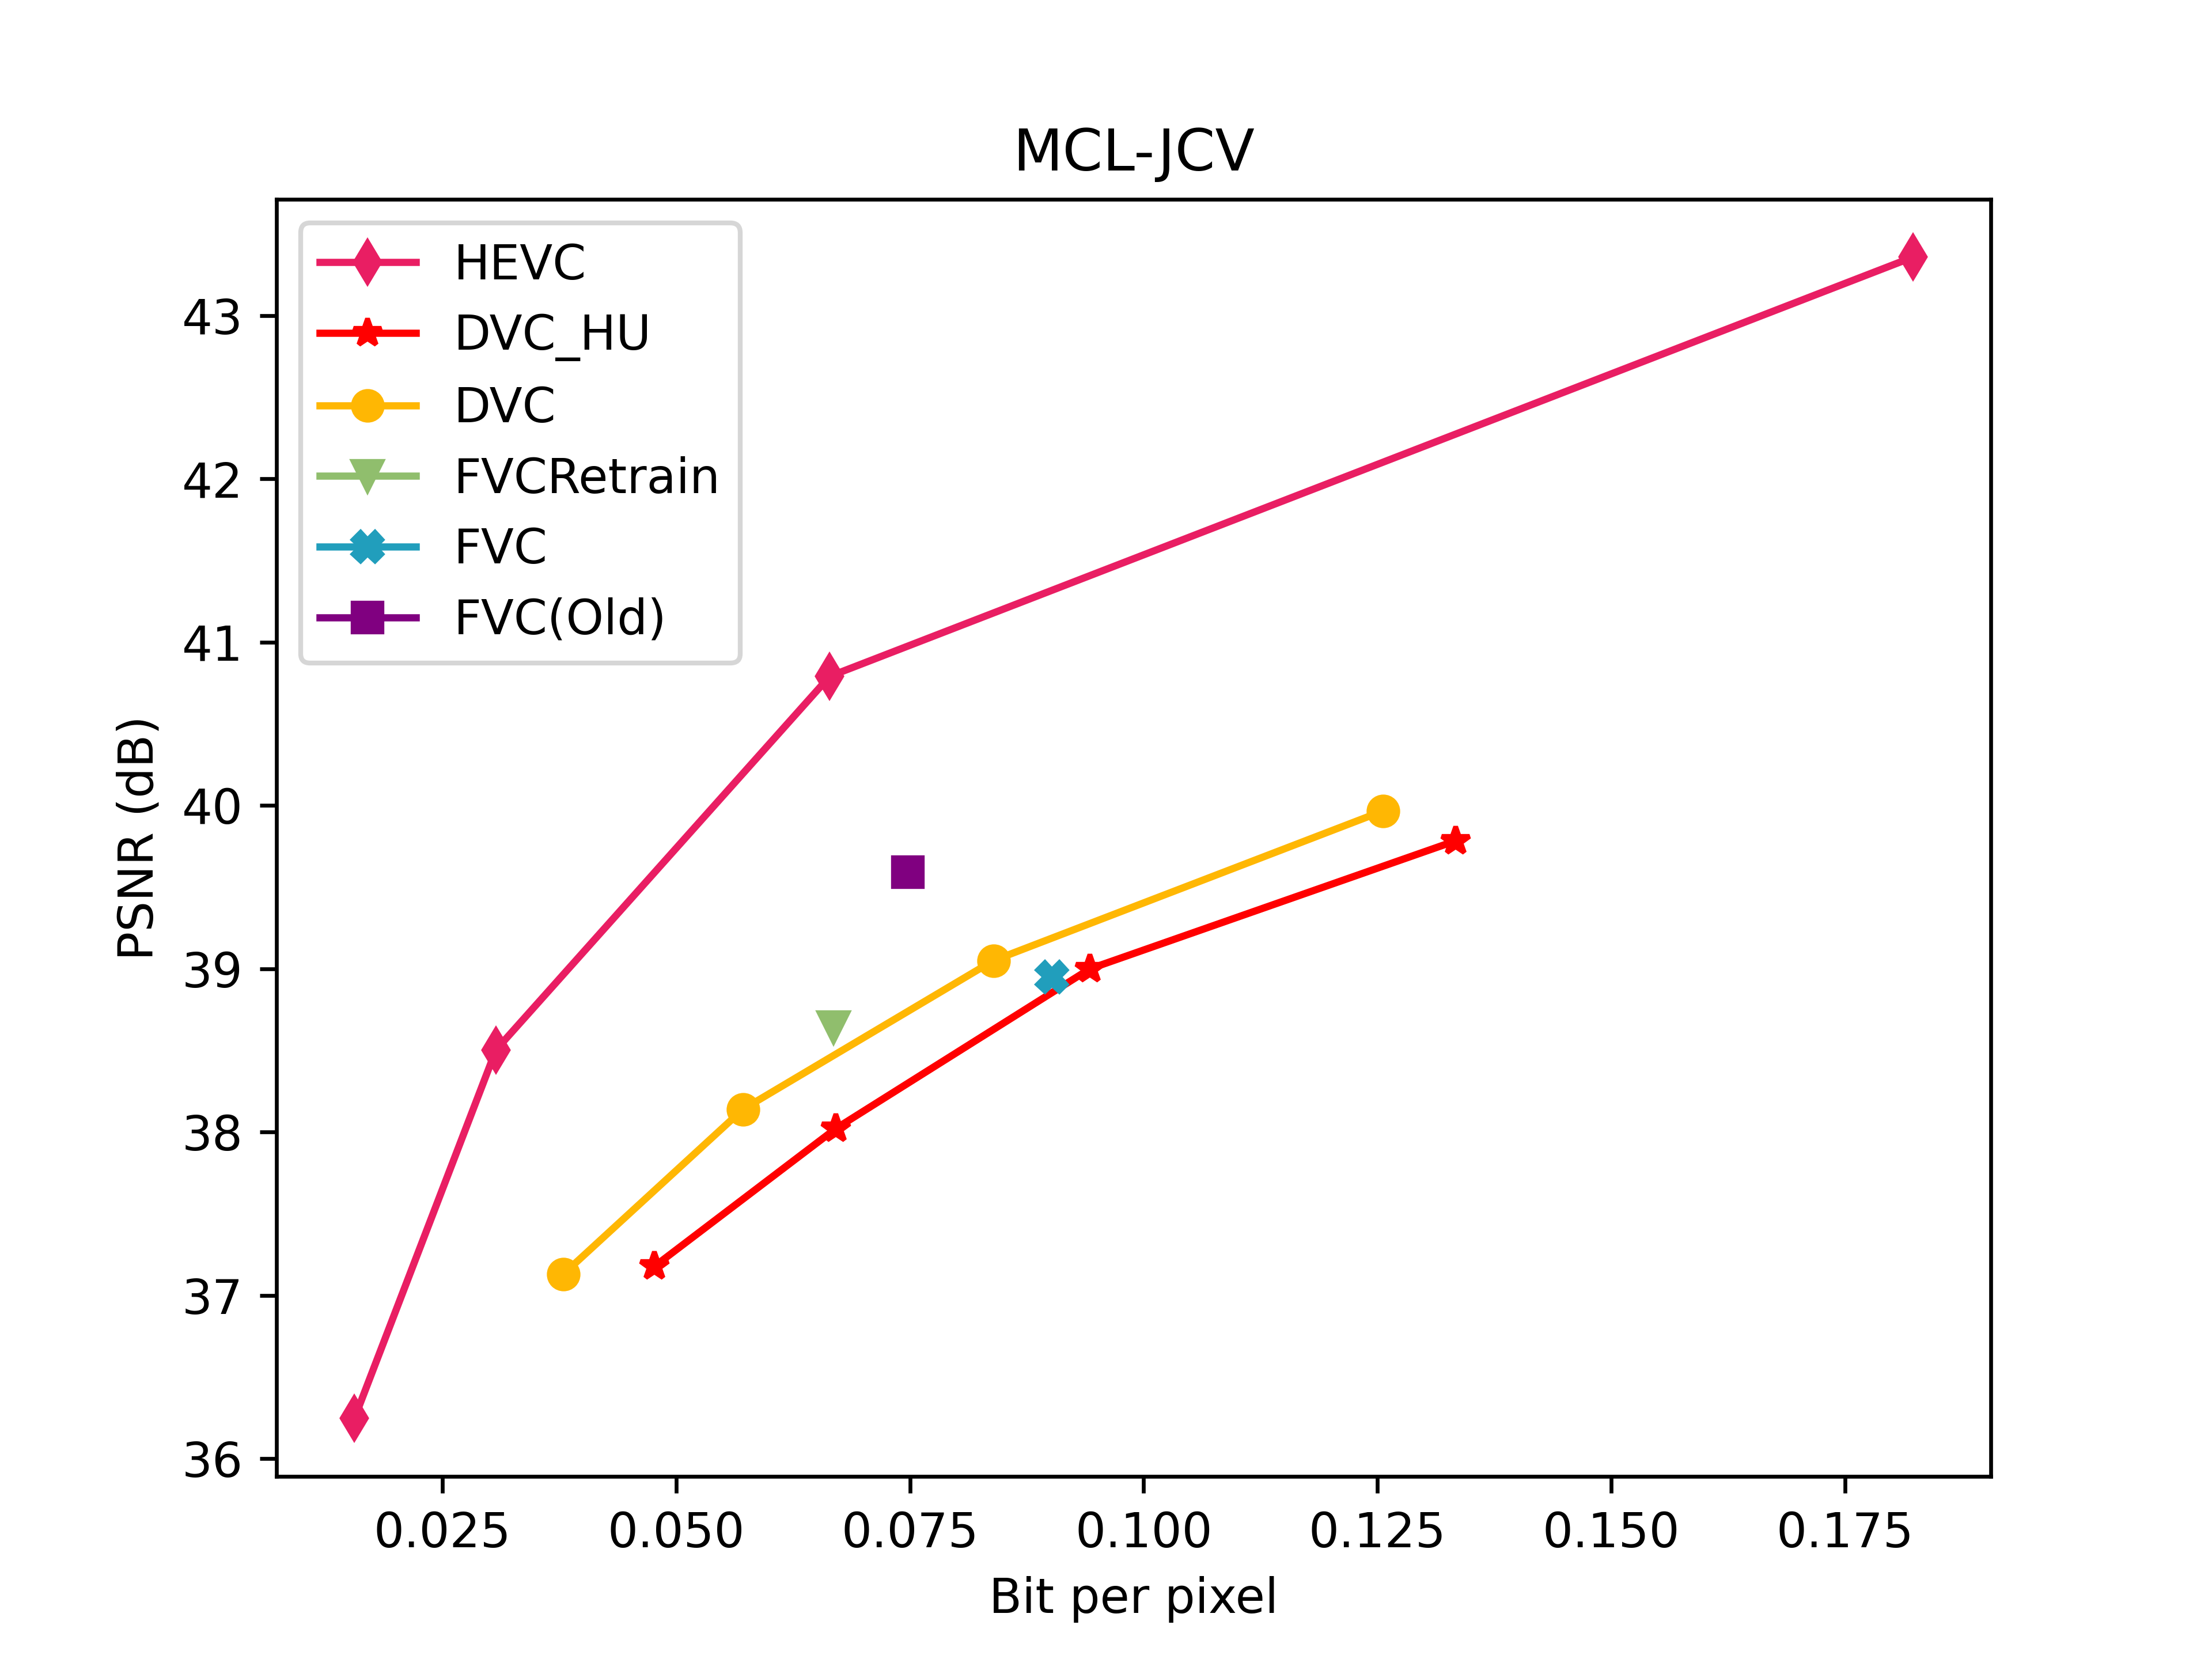 MCL-JCV
HEVC
DVC_HU
DVC
FVCRetrain
FVC
FVC(Old)
43
42
41
40
39
38
37
36
PSNR (dB)
0.025 0.050 0.075 0.100 0.125 0.150 0.175
Bit per pixel